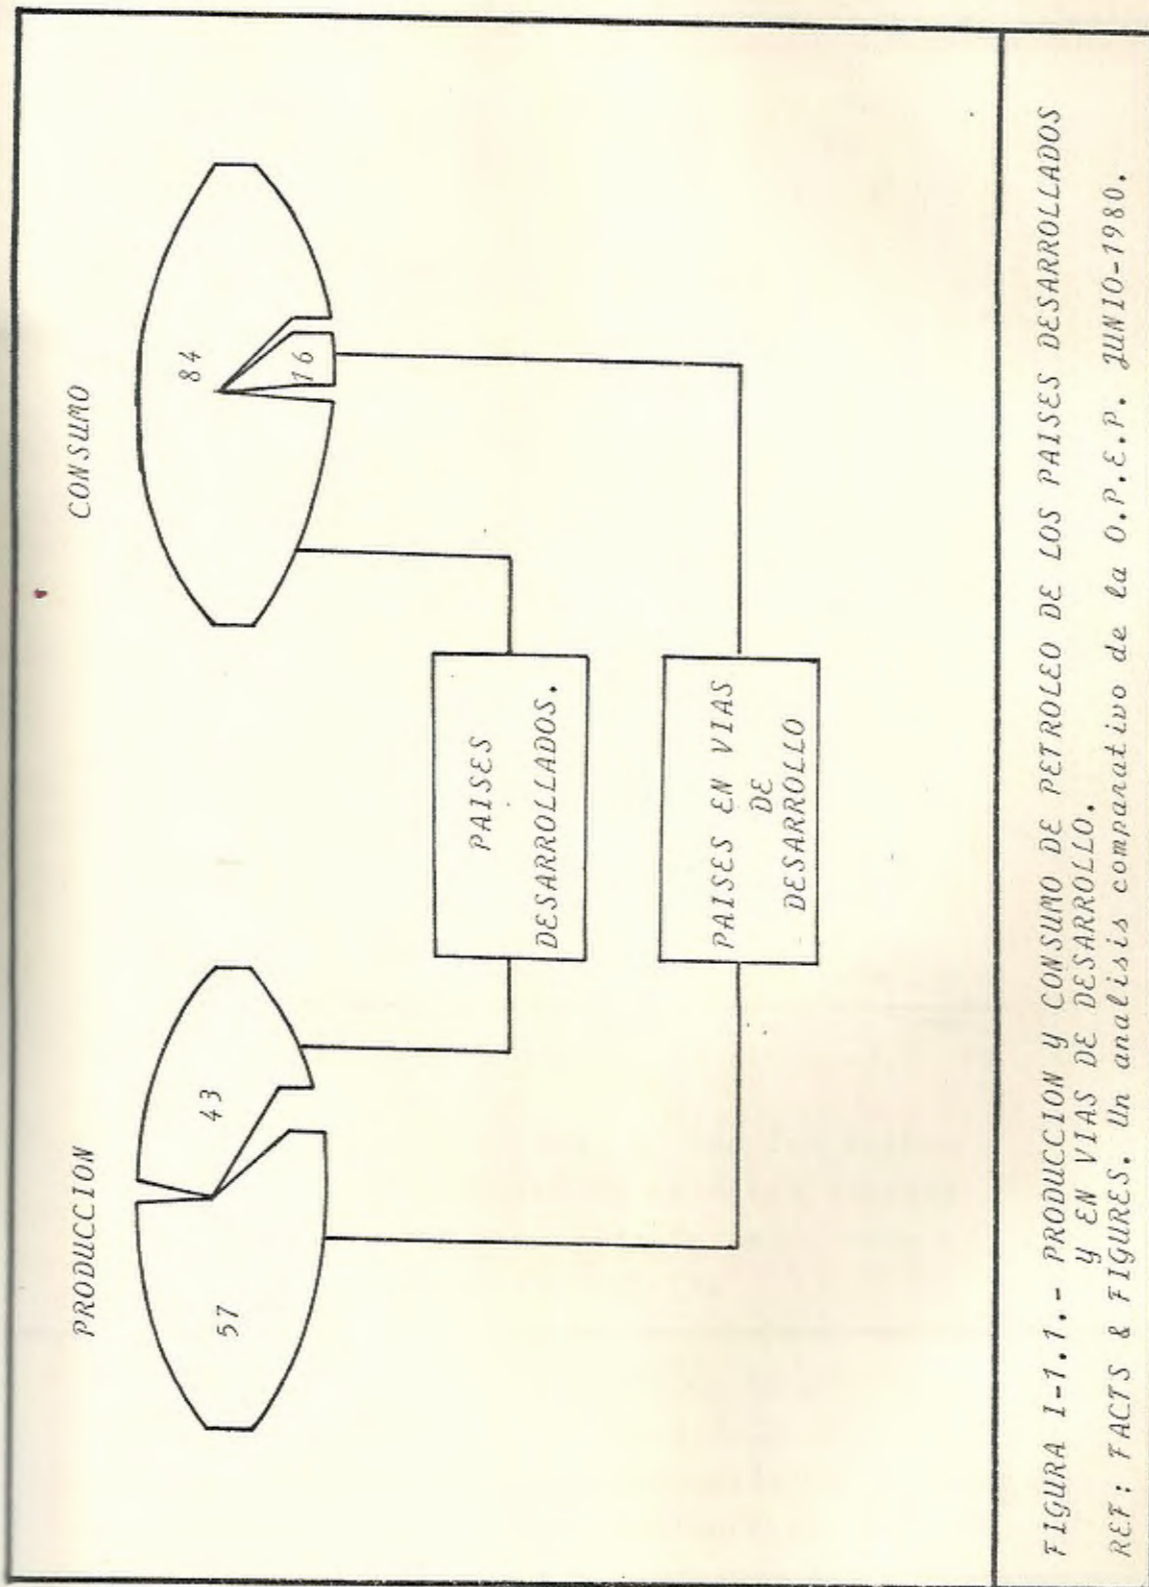 PRODUCCION
CONSUMO
57
43
84
16
PAISES
DESARROLLADOS.
PAISES EN VIAS
DE
DESARROLLO
FIGURA I-1.1.- PRODUCCION Y CONSUMO DE PETROLEO DE LOS PAISES DESARROLLADOS
Y EN VIAS DE DESARROLLO.
REF: FACTS & FIGURES. Un analisis comparativo de la O.P.E.P. JUNIO-1980.